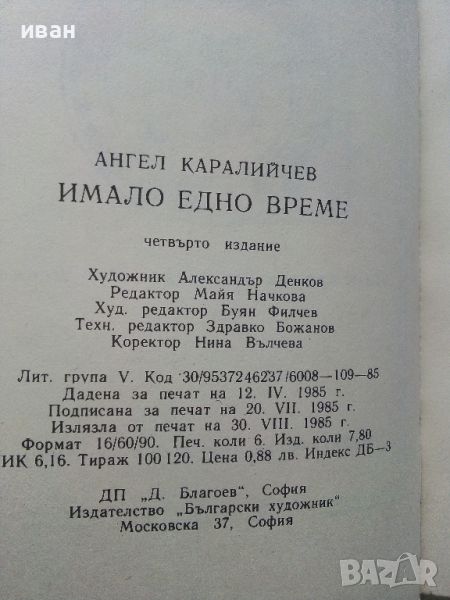 иван
АНГЕЛ КАРАЛИЙЧЕВ
ИМАЛО ЕДНО ВРЕМЕ
четвърто издание
Художник Александър Денков
Редактор Майя Начкова
Худ. редактор Буян Филчев
Техн. редактор Здравко Божанов
Коректор Нина Вълчева
Лит. група V. Код 30/9537246237/6008—109—85
Дадена за печат на 12. IV. 1985 г.
Подписана за печат на 20. VII. 1985 г.
Излязла от печат на 30. VIII. 1985 г.
Формат 16/60/90. Печ. коли 6. Изд. коли 7,80
ИК 6,16. Тираж 100 120. Цена 0,88 лв. Индекс ДБ—3
ДП „Д. Благоев", София
Издателство „Български художник"
Московска 37, София
BAZAR